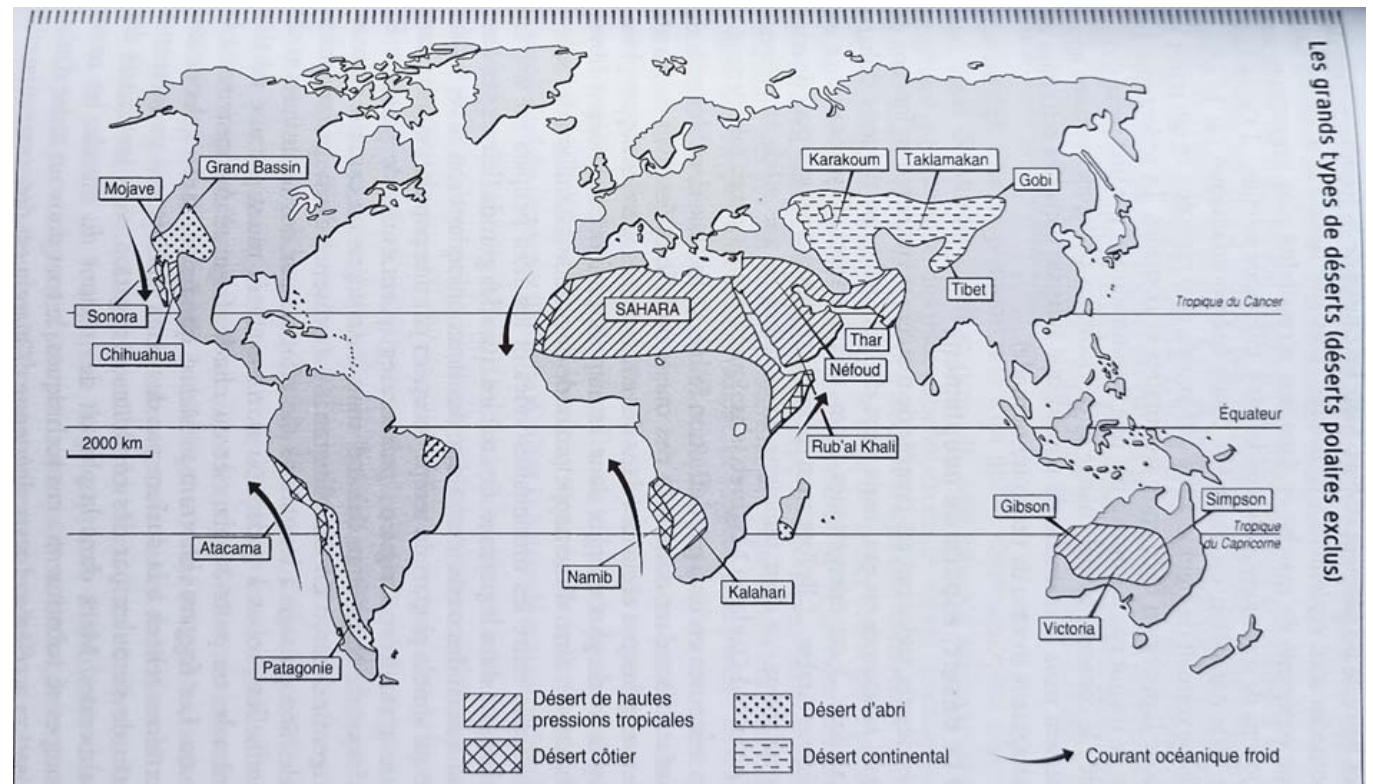 Les grands types de déserts (déserts polaires exclus)
Grand Bassin
Mojave
Sonora
Chihuahua
Karakoum
Taklamakan
Gobi
Tibet
SAHARA
Thar
Néfoud
Rub'al Khali
Tropique du Cancer
Équateur
2000 km
Atacama
Patagonie
Namib
Kalahari
Gibson
Simpson
Tropique
du Capricorne
Victoria
Désert de hautes
pressions tropicales
Désert côtier
Désert d'abri
Désert continental
Courant océanique froid